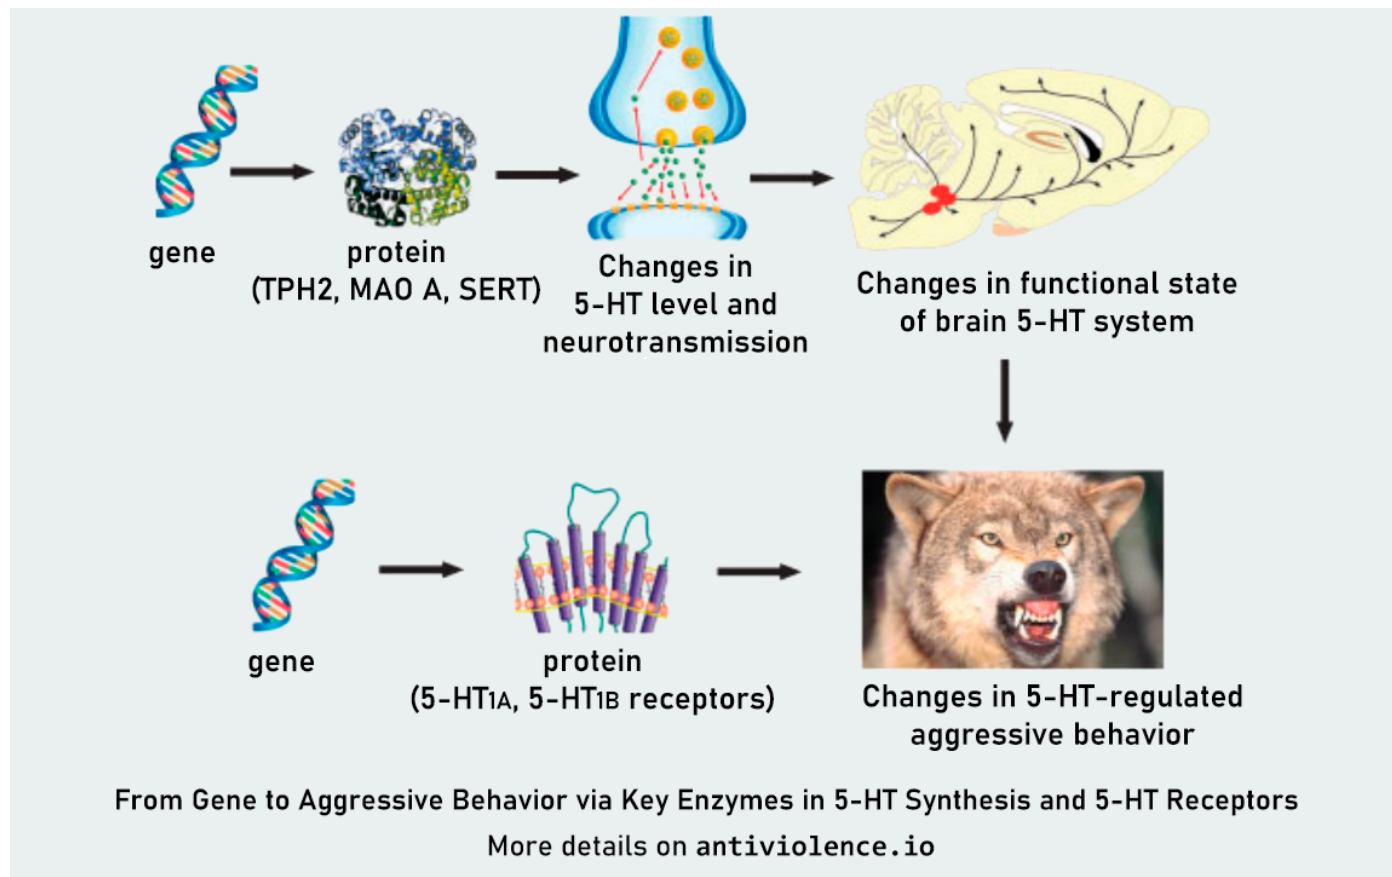 gene
protein
(TPH2, MAO A, SERT)
Changes in
5-HT level and
neurotransmission
Changes in functional state
of brain 5-HT system
gene
protein
(5-HT1A, 5-HT1B receptors)
Changes in 5-HT-regulated
aggressive behavior
From Gene to Aggressive Behavior via Key Enzymes in 5-HT Synthesis and 5-HT Receptors
More details on antiviolence.io